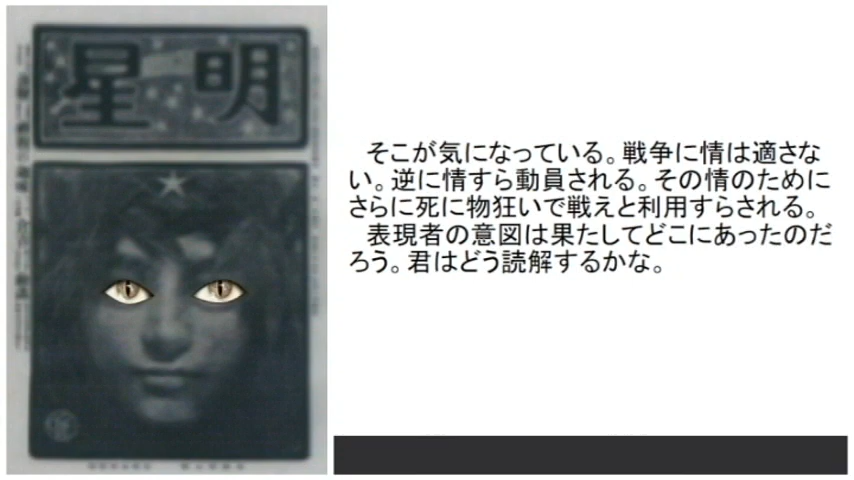 明星
そこが気になっている。戦争に情は適さな
い。逆に情すら動員される。その情のために
さらに死に物狂いで戦えと利用すらされる。
表現者の意図は果たしてどこにあったのだ
ろう。君はどう読解するかな。